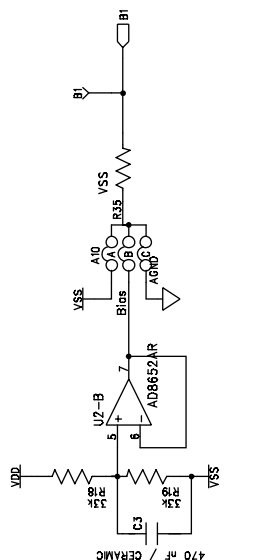 B1
B1
VSS
R35
A10
A
B
C
VSS
Bias
AGND
7
AD8652AR
U2-B
+
-
5
6
VDD
33k
R18
33k
R19
VSS
C3
470 nF / CERAMIC